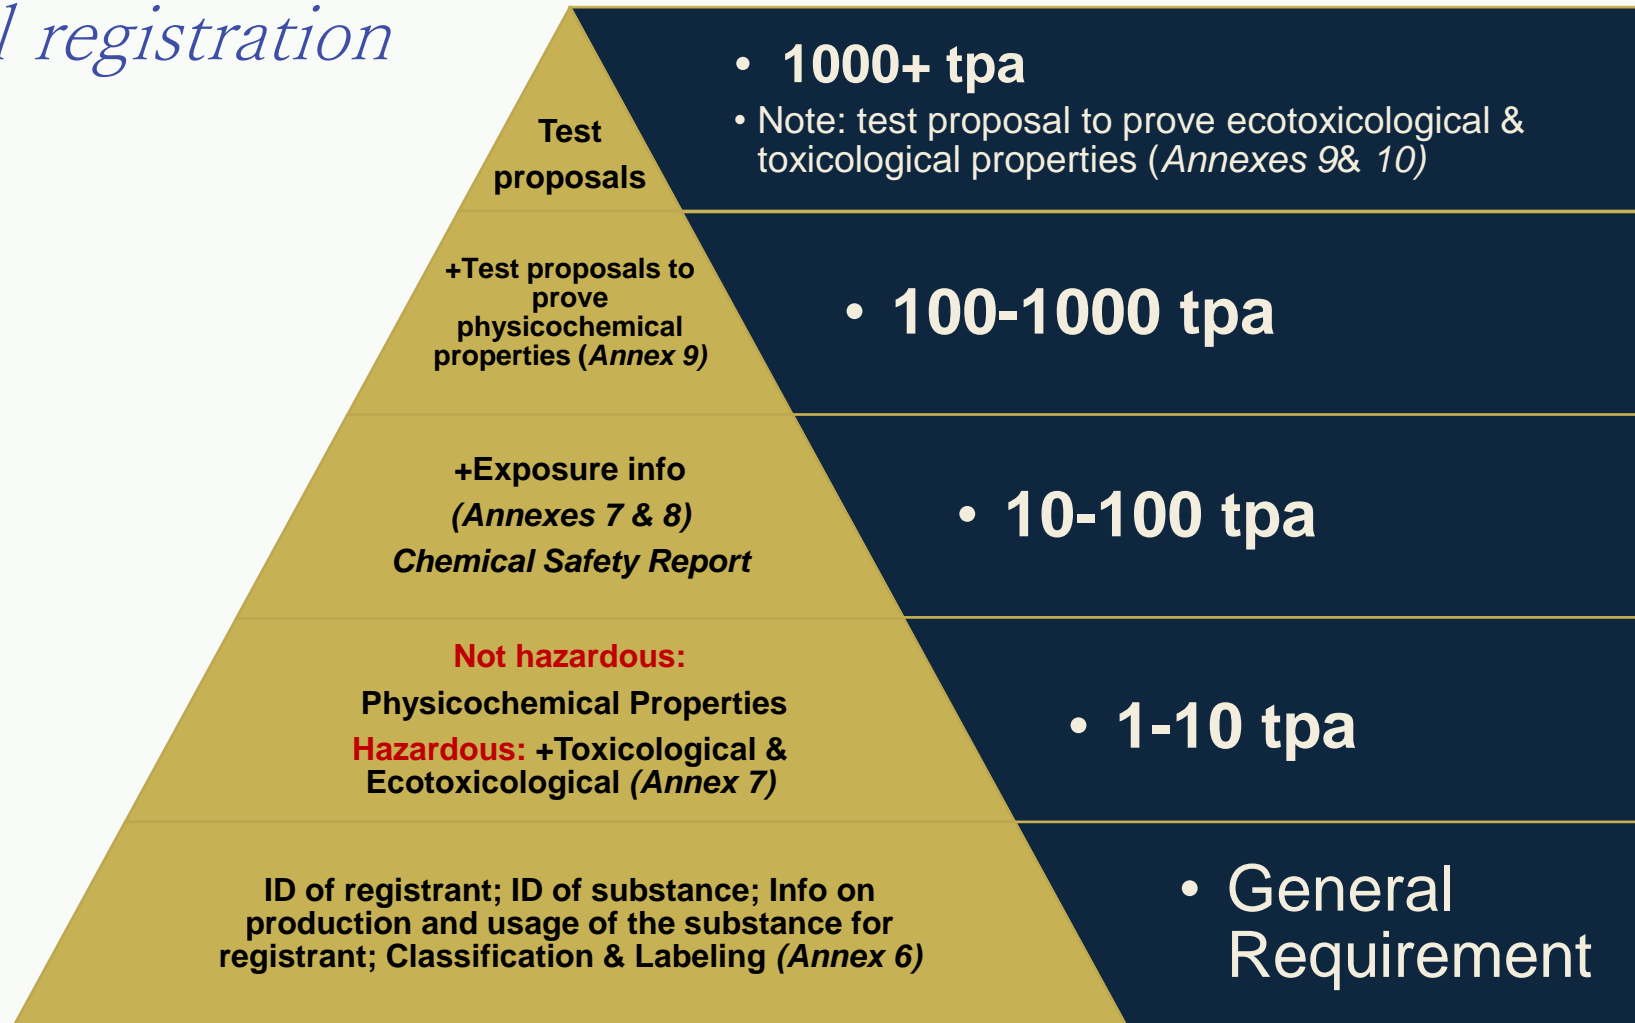 registration
Test
proposals
• 1000+ tpa
• Note: test proposal to prove ecotoxicological &
toxicological properties (Annexes 9& 10)
+Test proposals to
prove
physicochemical
properties (Annex 9)
• 100-1000 tpa
+Exposure info
(Annexes 7 & 8)
Chemical Safety Report
• 10-100 tpa
Not hazardous:
Physicochemical Properties
Hazardous: +Toxicological &
Ecotoxicological (Annex 7)
• 1-10 tpa
ID of registrant; ID of substance; Info on
production and usage of the substance for
registrant; Classification & Labeling (Annex 6)
• General
Requirement